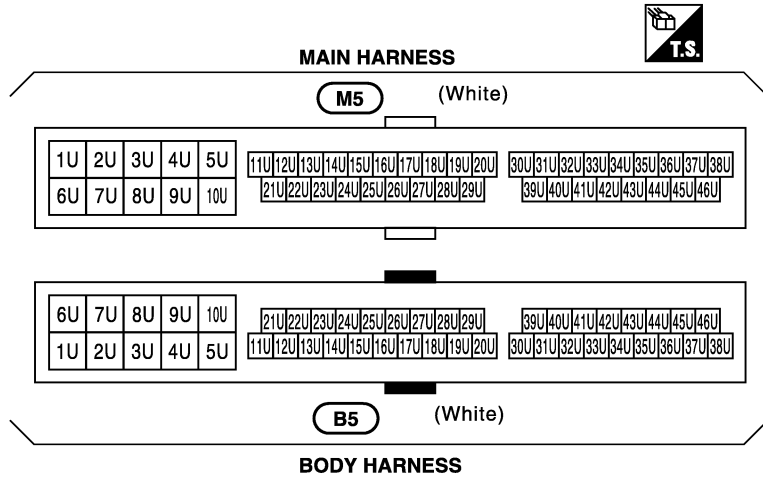 T.S.
MAIN HARNESS
M5 (White)
1U 2U 3U 4U 5U 11U 12U 13U 14U 15U 16U 17U 18U 19U 20U 30U 31U 32U 33U 34U 35U 36U 37U 38U
6U 7U 8U 9U 10U 21U 22U 23U 24U 25U 26U 27U 28U 29U 39U 40U 41U 42U 43U 44U 45U 46U
6U 7U 8U 9U 10U 21U 22U 23U 24U 25U 26U 27U 28U 29U 39U 40U 41U 42U 43U 44U 45U 46U
1U 2U 3U 4U 5U 11U 12U 13U 14U 15U 16U 17U 18U 19U 20U 30U 31U 32U 33U 34U 35U 36U 37U 38U
B5 (White)
BODY HARNESS